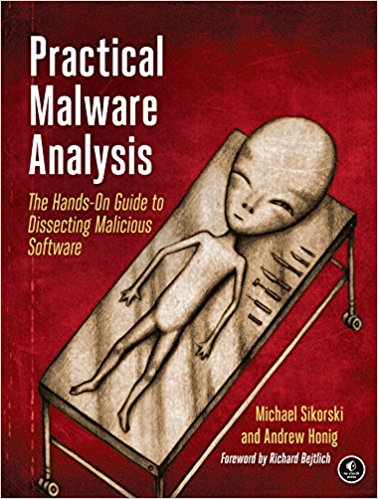 Practical
Malware
Analysis
The Hands-On Guide to
Dissecting Malicious
Software
Michael Sikorski
and Andrew Honig
Foreword by Richard Bejtlich